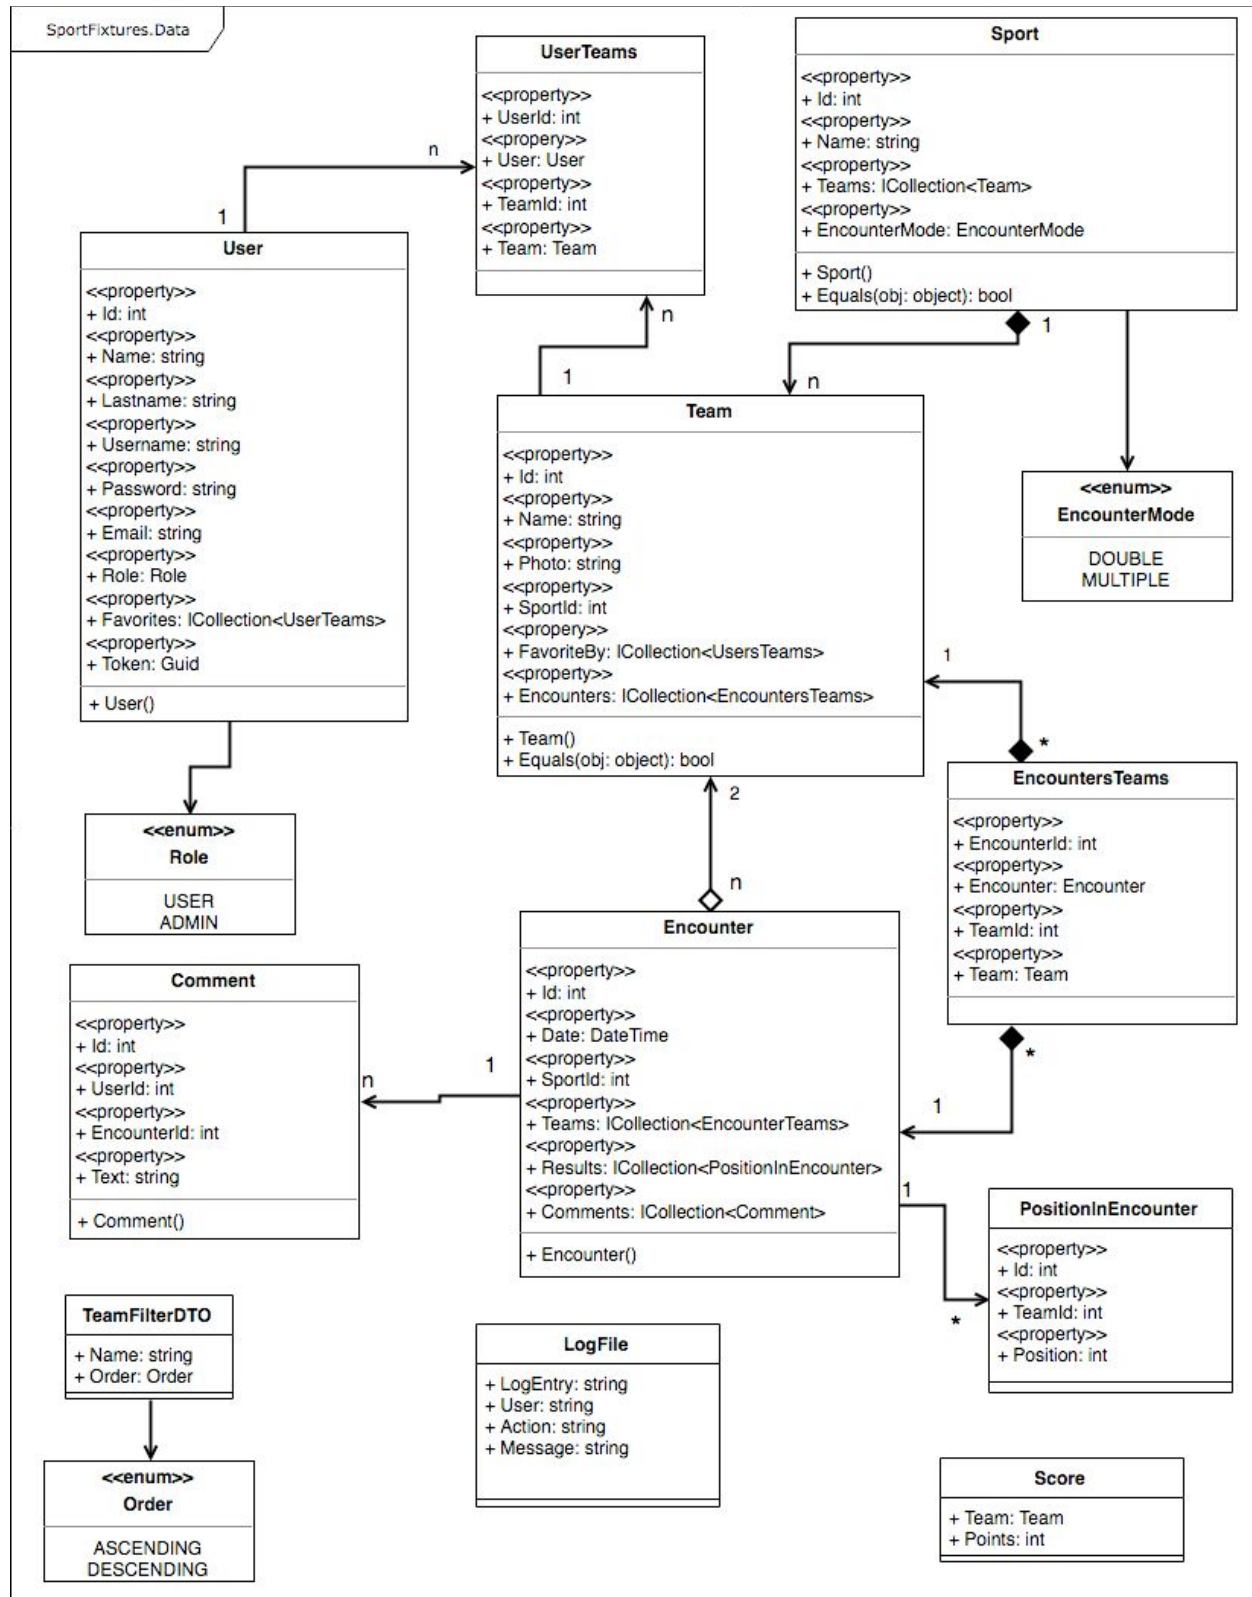 SportFixtures.Data
UserTeams
<<property>>
+ UserId: int
<<propery>>
+ User: User
<<property>>
+ TeamId: int
<<property>>
+ Team: Team
Sport
<<property>>
+ Id: int
<<property>>
+ Name: string
<<property>>
+ Teams: ICollection<Team>
<<property>>
+ EncounterMode: EncounterMode
+ Sport()
+ Equals(obj: object): bool
n
1
n
1
1
n
User
<<property>>
+ Id: int
<<property>>
+ Name: string
<<property>>
+ Lastname: string
<<property>>
+ Username: string
<<property>>
+ Password: string
<<property>>
+ Email: string
<<property>>
+ Role: Role
<<property>>
+ Favorites: ICollection<UserTeams>
<<property>>
+ Token: Guid
+ User()
Team
<<property>>
+ Id: int
<<property>>
+ Name: string
<<property>>
+ Photo: string
<<property>>
+ SportId: int
<<propery>>
+ FavoriteBy: ICollection<UsersTeams>
<<property>>
+ Encounters: ICollection<EncountersTeams>
+ Team()
+ Equals(obj: object): bool
<<enum>>
EncounterMode
DOUBLE
MULTIPLE
1
*
2
n
<<enum>>
Role
USER
ADMIN
EncountersTeams
<<property>>
+ EncounterId: int
<<property>>
+ Encounter: Encounter
<<property>>
+ TeamId: int
<<property>>
+ Team: Team
*
1
Comment
<<property>>
+ Id: int
<<property>>
+ UserId: int
<<property>>
+ EncounterId: int
<<property>>
+ Text: string
+ Comment()
n
1
Encounter
<<property>>
+ Id: int
<<property>>
+ Date: DateTime
<<property>>
+ SportId: int
<<property>>
+ Teams: ICollection<EncounterTeams>
<<property>>
+ Results: ICollection<PositionInEncounter>
<<property>>
+ Comments: ICollection<Comment>
+ Encounter()
1
*
PositionInEncounter
<<property>>
+ Id: int
<<property>>
+ TeamId: int
<<property>>
+ Position: int
TeamFilterDTO
+ Name: string
+ Order: Order
LogFile
+ LogEntry: string
+ User: string
+ Action: string
+ Message: string
<<enum>>
Order
ASCENDING
DESCENDING
Score
+ Team: Team
+ Points: int